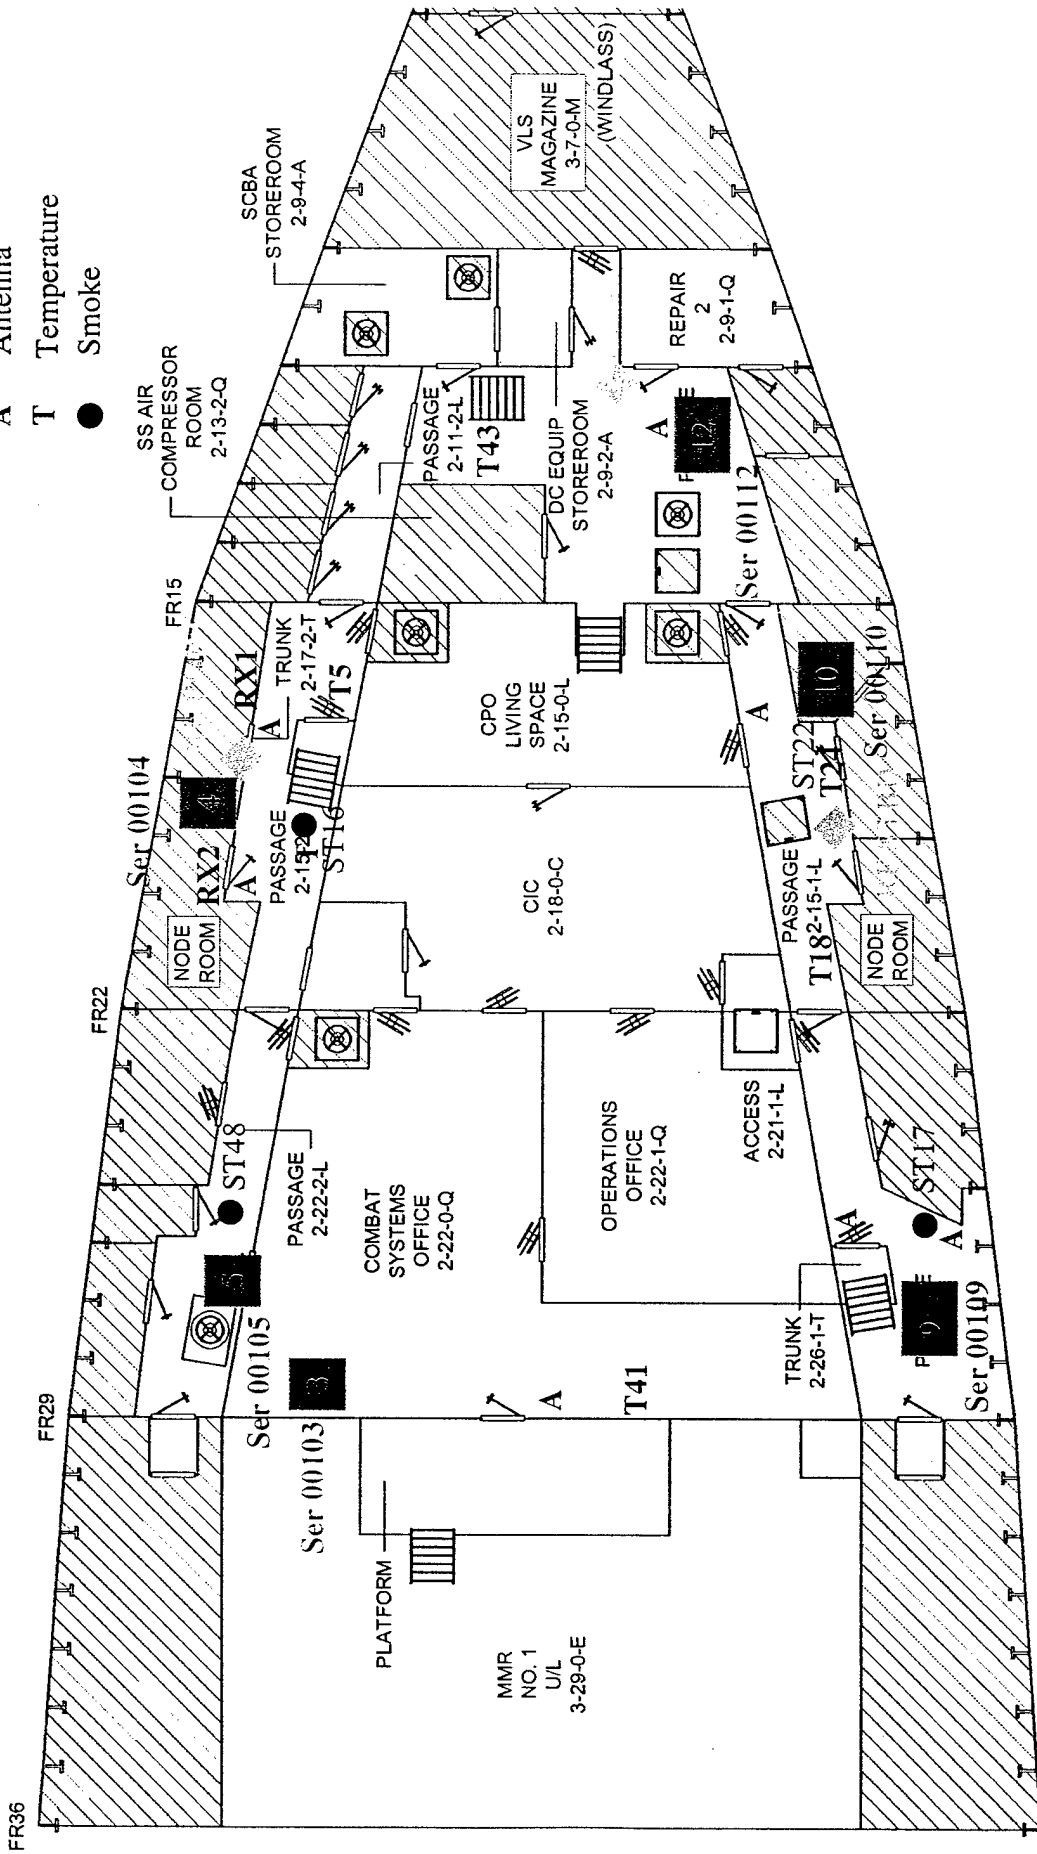 A Antenna
T Temperature
● Smoke
FR36
FR29
FR22
FR15
SS AIR
COMPRESSOR
ROOM
2-13-2-Q
SCBA
STOREROOM
2-9-4-A
VLS
MAGAZINE
3-7-0-M
(WINDLASS)
REPAIR
2
2-9-1-Q
PASSAGE
2-11-2-L
T43
DC EQUIP
STOREROOM
2-9-2-A
A
12
Ser 00112
RX1
A
TRUNK
2-17-2-T
T5
Ser 00104
4
RX2
A
PASSAGE
ST16
NODE
ROOM
CPO
LIVING
SPACE
2-15-0-L
CIC
2-18-0-C
A
10
Ser 00110
ST22
T24
PASSAGE
2-15-1-L
T18
NODE
ROOM
ST48
PASSAGE
2-22-2-L
5
Ser 00105
COMBAT
SYSTEMS
OFFICE
2-22-0-Q
OPERATIONS
OFFICE
2-22-1-Q
ACCESS
2-21-1-L
ST17
A
A
TRUNK
2-26-1-T
9
Ser 00109
3
Ser 00103
A
T41
PLATFORM
MMR
NO. 1
U/L
3-29-0-E